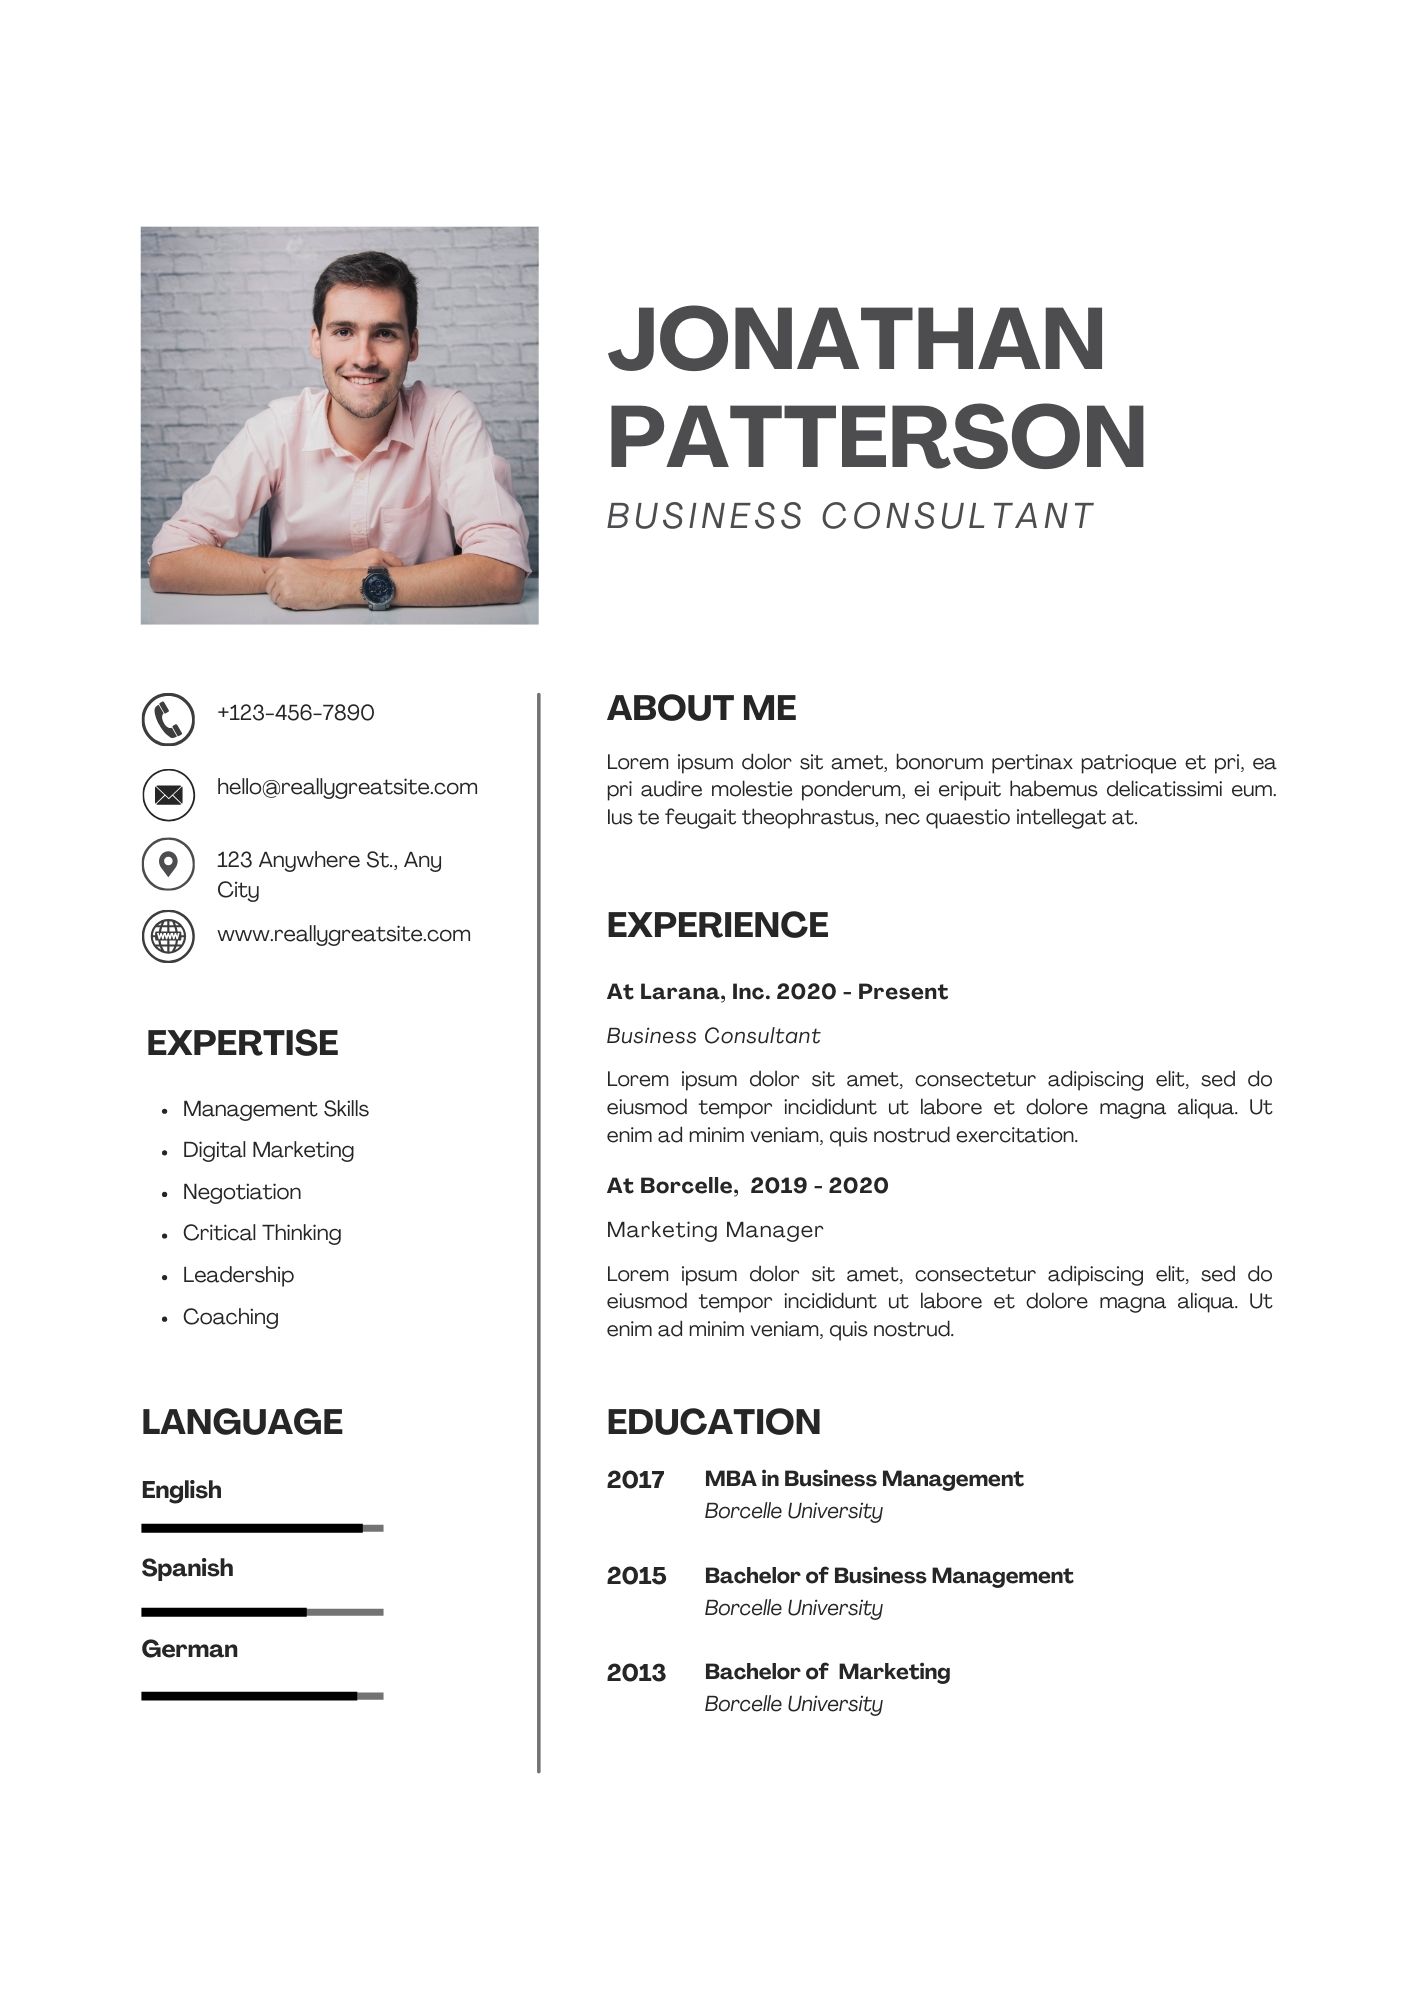 JONATHAN
PATTERSON
BUSINESS CONSULTANT
+123-456-7890
hello@reallygreatsite.com
123 Anywhere St., Any
City
www.reallygreatsite.com
EXPERTISE
Management Skills
Digital Marketing
Negotiation
Critical Thinking
Leadership
Coaching
LANGUAGE
English
Spanish
German
ABOUT ME
Lorem ipsum dolor sit amet, bonorum pertinax patrioque et pri, ea
pri audire molestie ponderum, ei eripuit habemus delicatissimi eum.
Ius te feugait theophrastus, nec quaestio intellegat at.
EXPERIENCE
At Larana, Inc. 2020 - Present
Business Consultant
Lorem ipsum dolor sit amet, consectetur adipiscing elit, sed do
eiusmod tempor incididunt ut labore et dolore magna aliqua. Ut
enim ad minim veniam, quis nostrud exercitation.
At Borcelle,  2019 - 2020
Marketing Manager
Lorem ipsum dolor sit amet, consectetur adipiscing elit, sed do
eiusmod tempor incididunt ut labore et dolore magna aliqua. Ut
enim ad minim veniam, quis nostrud.
EDUCATION
2017 MBA in Business Management
Borcelle University
2015 Bachelor of Business Management
Borcelle University
2013 Bachelor of  Marketing
Borcelle University